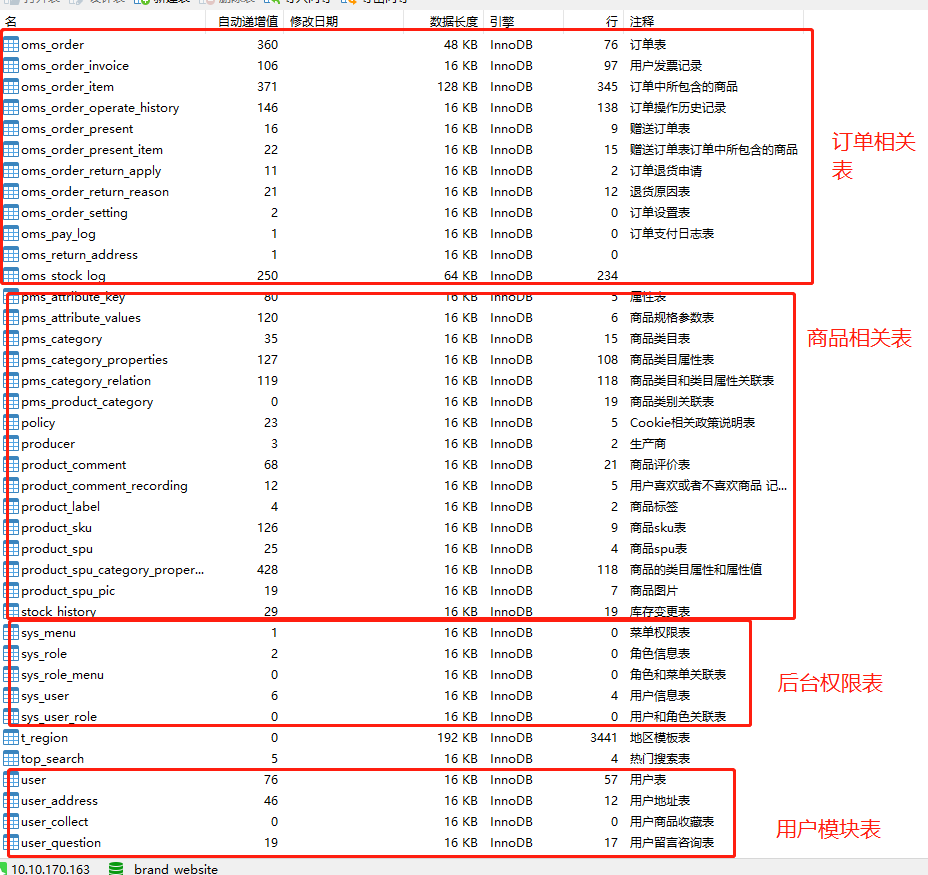 名 自动递增值 修改日期 数据长度 引擎 行 注释
oms_order 360 48 KB InnoDB 76 订单表
oms_order_invoice 106 16 KB InnoDB 97 用户发票记录
oms_order_item 371 128 KB InnoDB 345 订单中所包含的商品
oms_order_operate_history 146 16 KB InnoDB 138 订单操作历史记录
oms_order_present 16 16 KB InnoDB 9 赠送订单表
oms_order_present_item 22 16 KB InnoDB 15 赠送订单表订单中所包含的商品
oms_order_return_apply 11 16 KB InnoDB 2 订单退货申请
oms_order_return_reason 21 16 KB InnoDB 12 退货原因表
oms_order_setting 2 16 KB InnoDB 0 订单设置表
oms_pay_log 1 16 KB InnoDB 0 订单支付日志表
oms_return_address 1 16 KB InnoDB 0
oms_stock_log 250 64 KB InnoDB 234
订单相关
表
pms_attribute_key 80 16 KB InnoDB 5 属性表
pms_attribute_values 120 16 KB InnoDB 6 商品规格参数表
pms_category 35 16 KB InnoDB 15 商品类目表
pms_category_properties 127 16 KB InnoDB 108 商品类目属性表
pms_category_relation 119 16 KB InnoDB 118 商品类目和类目属性关联表
pms_product_category 0 16 KB InnoDB 19 商品类别关联表
policy 23 16 KB InnoDB 5 Cookie相关政策说明表
producer 3 16 KB InnoDB 2 生产商
product_comment 68 16 KB InnoDB 21 商品评价表
product_comment_recording 12 16 KB InnoDB 5 用户喜欢或者不喜欢商品 记...
product_label 4 16 KB InnoDB 2 商品标签
product_sku 126 16 KB InnoDB 9 商品sku表
product_spu 25 16 KB InnoDB 4 商品spu表
product_spu_category_proper... 428 16 KB InnoDB 118 商品的类目属性和属性值
product_spu_pic 19 16 KB InnoDB 7 商品图片
stock_history 29 16 KB InnoDB 19 库存变更表
商品相关表
sys_menu 1 16 KB InnoDB 0 菜单权限表
sys_role 2 16 KB InnoDB 0 角色信息表
sys_role_menu 0 16 KB InnoDB 0 角色和菜单关联表
sys_user 6 16 KB InnoDB 4 用户信息表
sys_user_role 0 16 KB InnoDB 0 用户和角色关联表
后台权限表
t_region 0 192 KB InnoDB 3441 地区模板表
top_search 5 16 KB InnoDB 4 热门搜索表
user 76 16 KB InnoDB 57 用户表
user_address 46 16 KB InnoDB 12 用户地址表
user_collect 0 16 KB InnoDB 0 用户商品收藏表
user_question 19 16 KB InnoDB 17 用户留言咨询表
用户模块表
10.10.170.163 brand_website